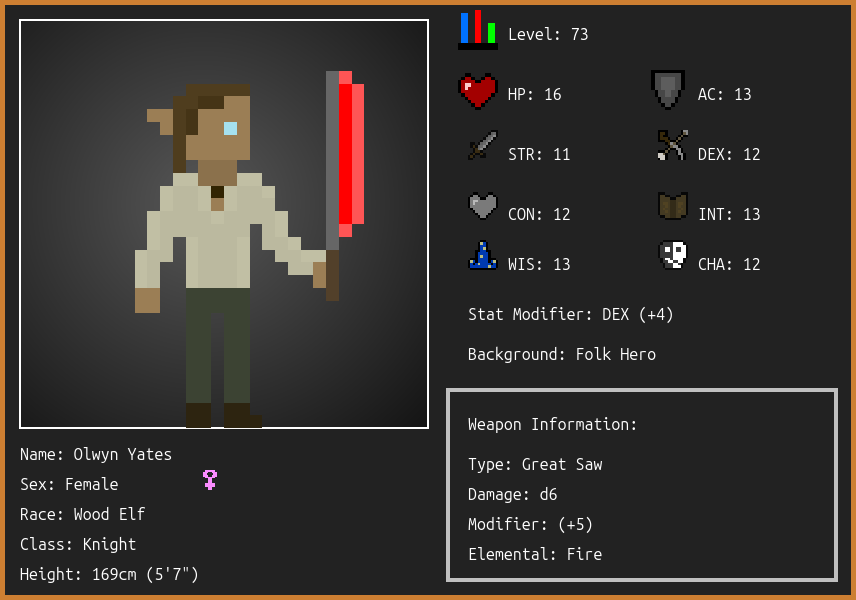 Level: 73
HP: 16
AC: 13
STR: 11
DEX: 12
CON: 12
INT: 13
WIS: 13
CHA: 12
Stat Modifier: DEX (+4)
Background: Folk Hero
Weapon Information:
Type: Great Saw
Damage: d6
Modifier: (+5)
Elemental: Fire
Name: Olwyn Yates
Sex: Female
Race: Wood Elf
Class: Knight
Height: 169cm (5'7")